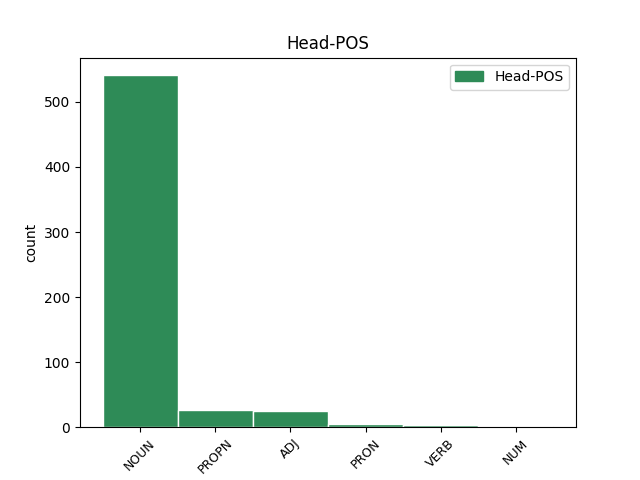 Head-POS
Head-POS
count
500
400
300
200
100
0
NOUN
PROPN
ADJ
PRON
VERB
NUM